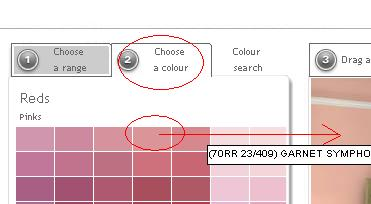 1 Choose a range
2 Choose a colour
Colour search
3 Drag a
Reds
Pinks
(70RR 23/409) GARNET SYMPHO